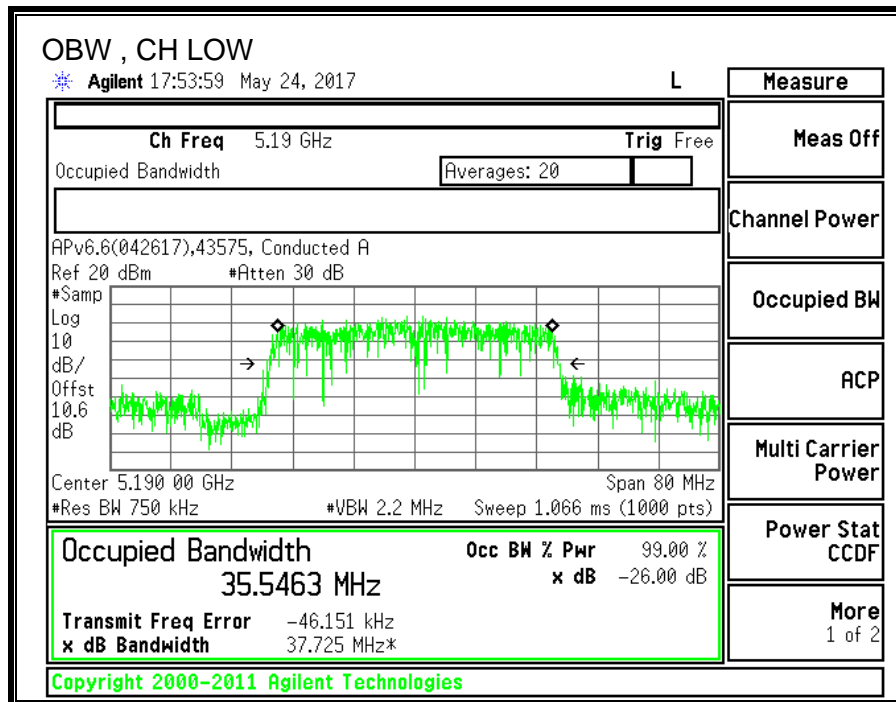 OBW , CH LOW
Agilent 17:53:59 May 24, 2017 L
Measure
Ch Freq 5.19 GHz Trig Free
Occupied Bandwidth Averages: 20
APv6.6(042617),43575, Conducted A
Ref 20 dBm #Atten 30 dB
#Samp
Log
10
dB/
Offst
10.6
dB
Center 5.190 00 GHz Span 80 MHz
#Res BW 750 kHz #VBW 2.2 MHz Sweep 1.066 ms (1000 pts)
Occupied Bandwidth Occ BW % Pwr 99.00 %
35.5463 MHz x dB -26.00 dB
Transmit Freq Error -46.151 kHz
x dB Bandwidth 37.725 MHz*
Copyright 2000-2011 Agilent Technologies
Meas Off
Channel Power
Occupied BW
ACP
Multi Carrier
Power
Power Stat
CCDF
More
1 of 2